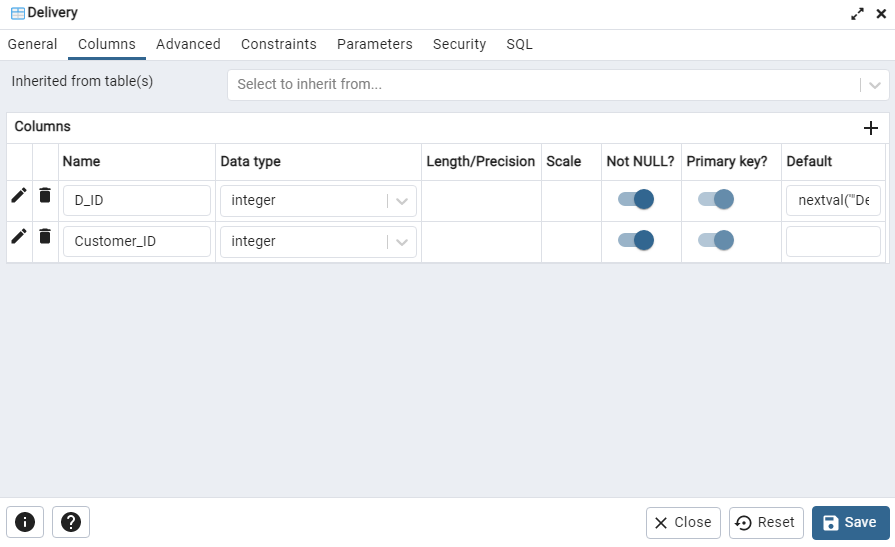 Delivery
General Columns Advanced Constraints Parameters Security SQL
Inherited from table(s) Select to inherit from...
Columns
Name Data type Length/Precision Scale Not NULL? Primary key? Default
D_ID integer nextval('"De
Customer_ID integer
Close Reset Save